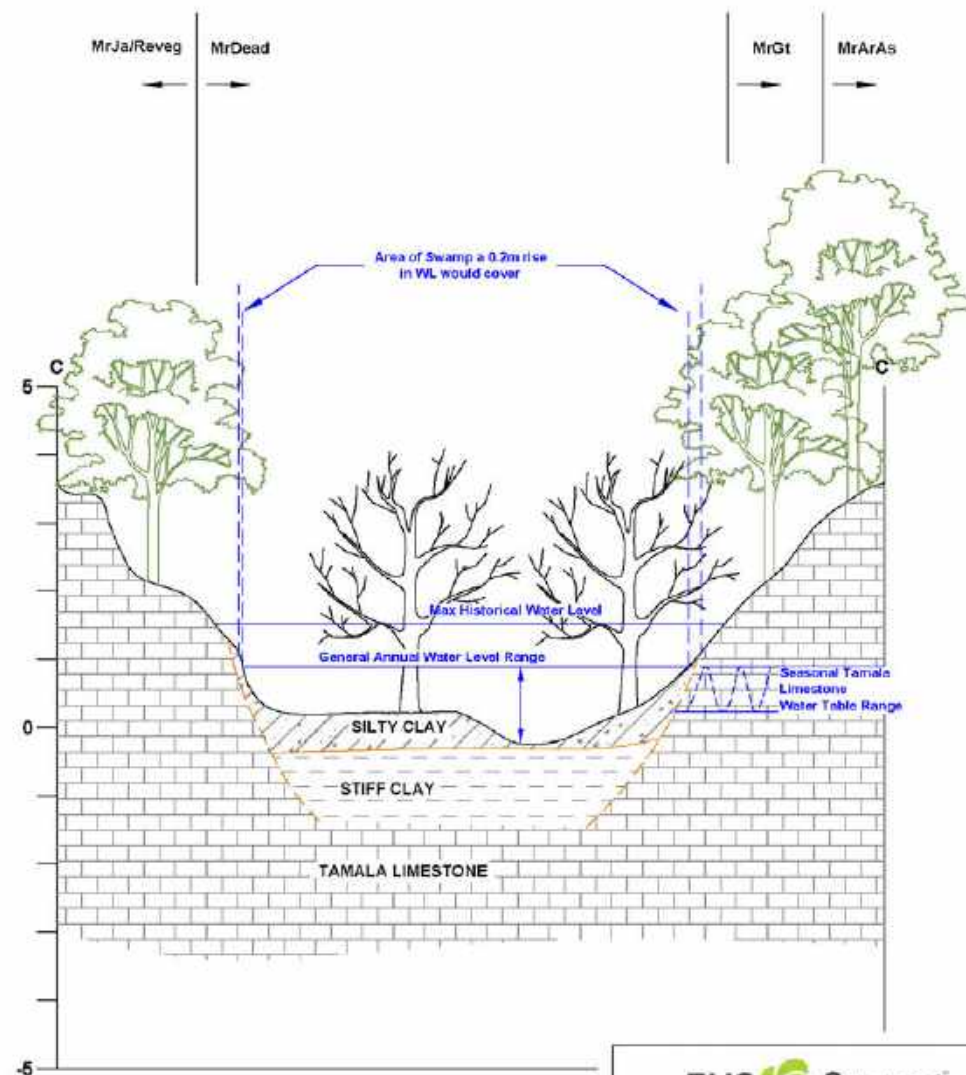 MrJa/Reveg MrDead MrGt MrArAs
Area of Swamp a 0.2m rise
in WL would cover
C C
5
Max Historical Water Level
General Annual Water Level Range
Seasonal Tamala
Limestone
Water Table Range
0
SILTY CLAY
STIFF CLAY
TAMALA LIMESTONE
-5